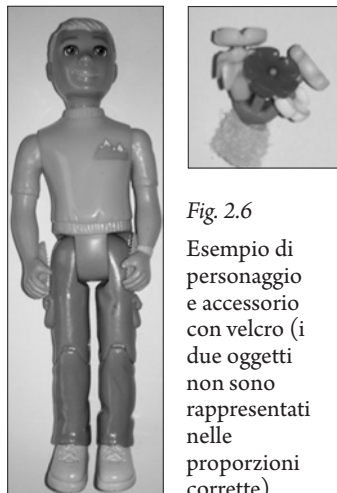 Fig. 2.6
Esempio di
personaggio
e accessorio
con velcro (i
due oggetti
non sono
rappresentati
nelle
proporzioni
corrette)